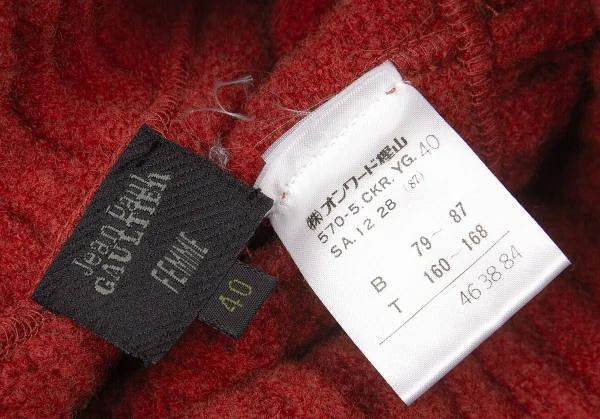 Jean Paul
GAULTIER
FEMME
40
㈱オンワード樫山
570-5.CKR.YG. 40
SA.12 28 (87)
B 79~ 87
T 160~168
46 38 84